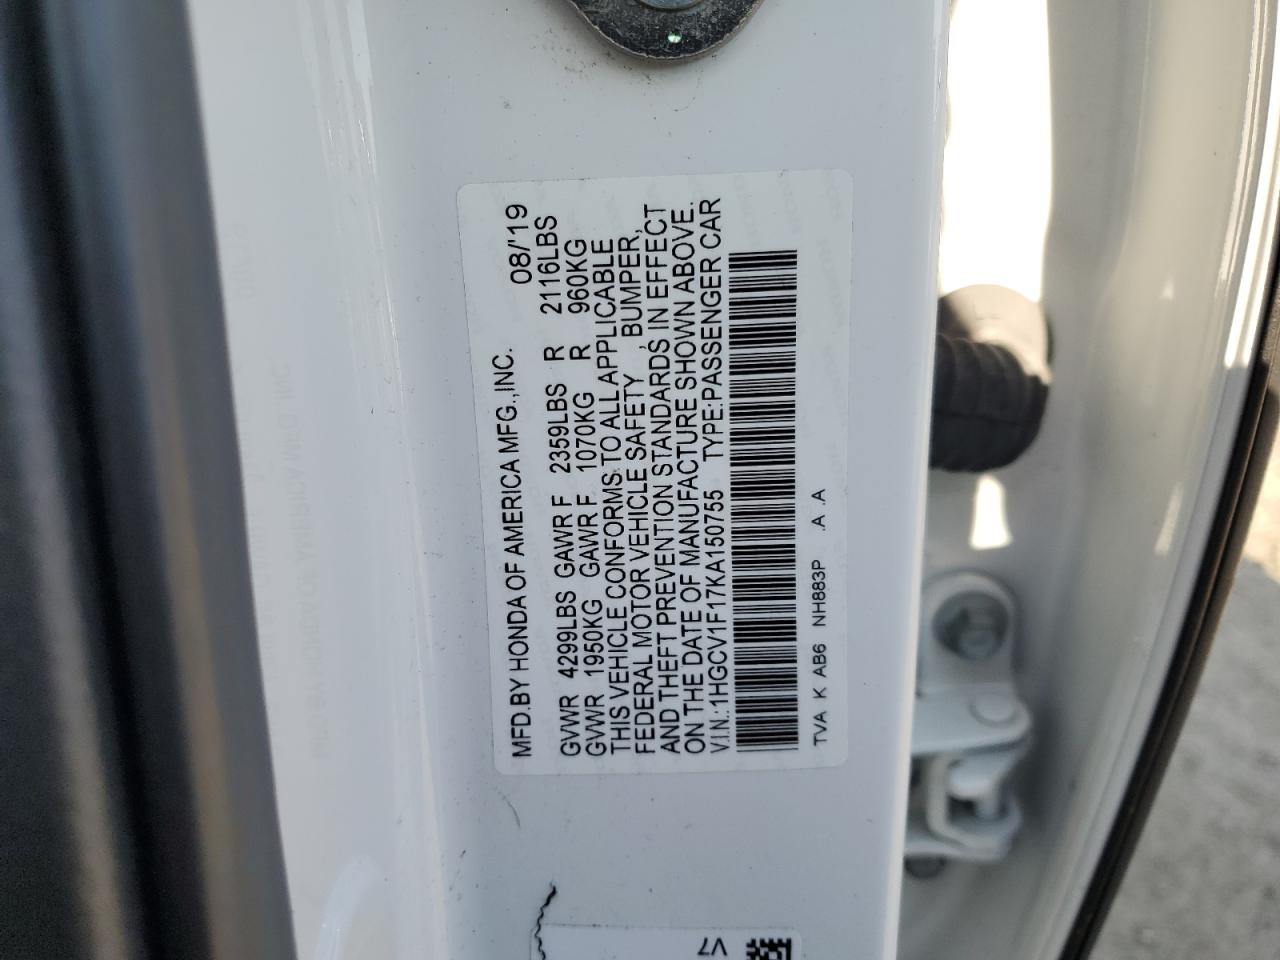 MFD.BY HONDA OF AMERICA MFG.,INC. 08/'19
GVWR 4299LBS GAWR F 2359LBS R 2116LBS
GVWR 1950KG GAWR F 1070KG R 960KG
THIS VEHICLE CONFORMS TO ALL APPLICABLE
FEDERAL MOTOR VEHICLE SAFETY , BUMPER,
AND THEFT PREVENTION STANDARDS IN EFFECT
ON THE DATE OF MANUFACTURE SHOWN ABOVE.
V.I.N.:1HGCV1F17KA150755 TYPE:PASSENGER CAR
TVA K AB6 NH883P .A .A
V7